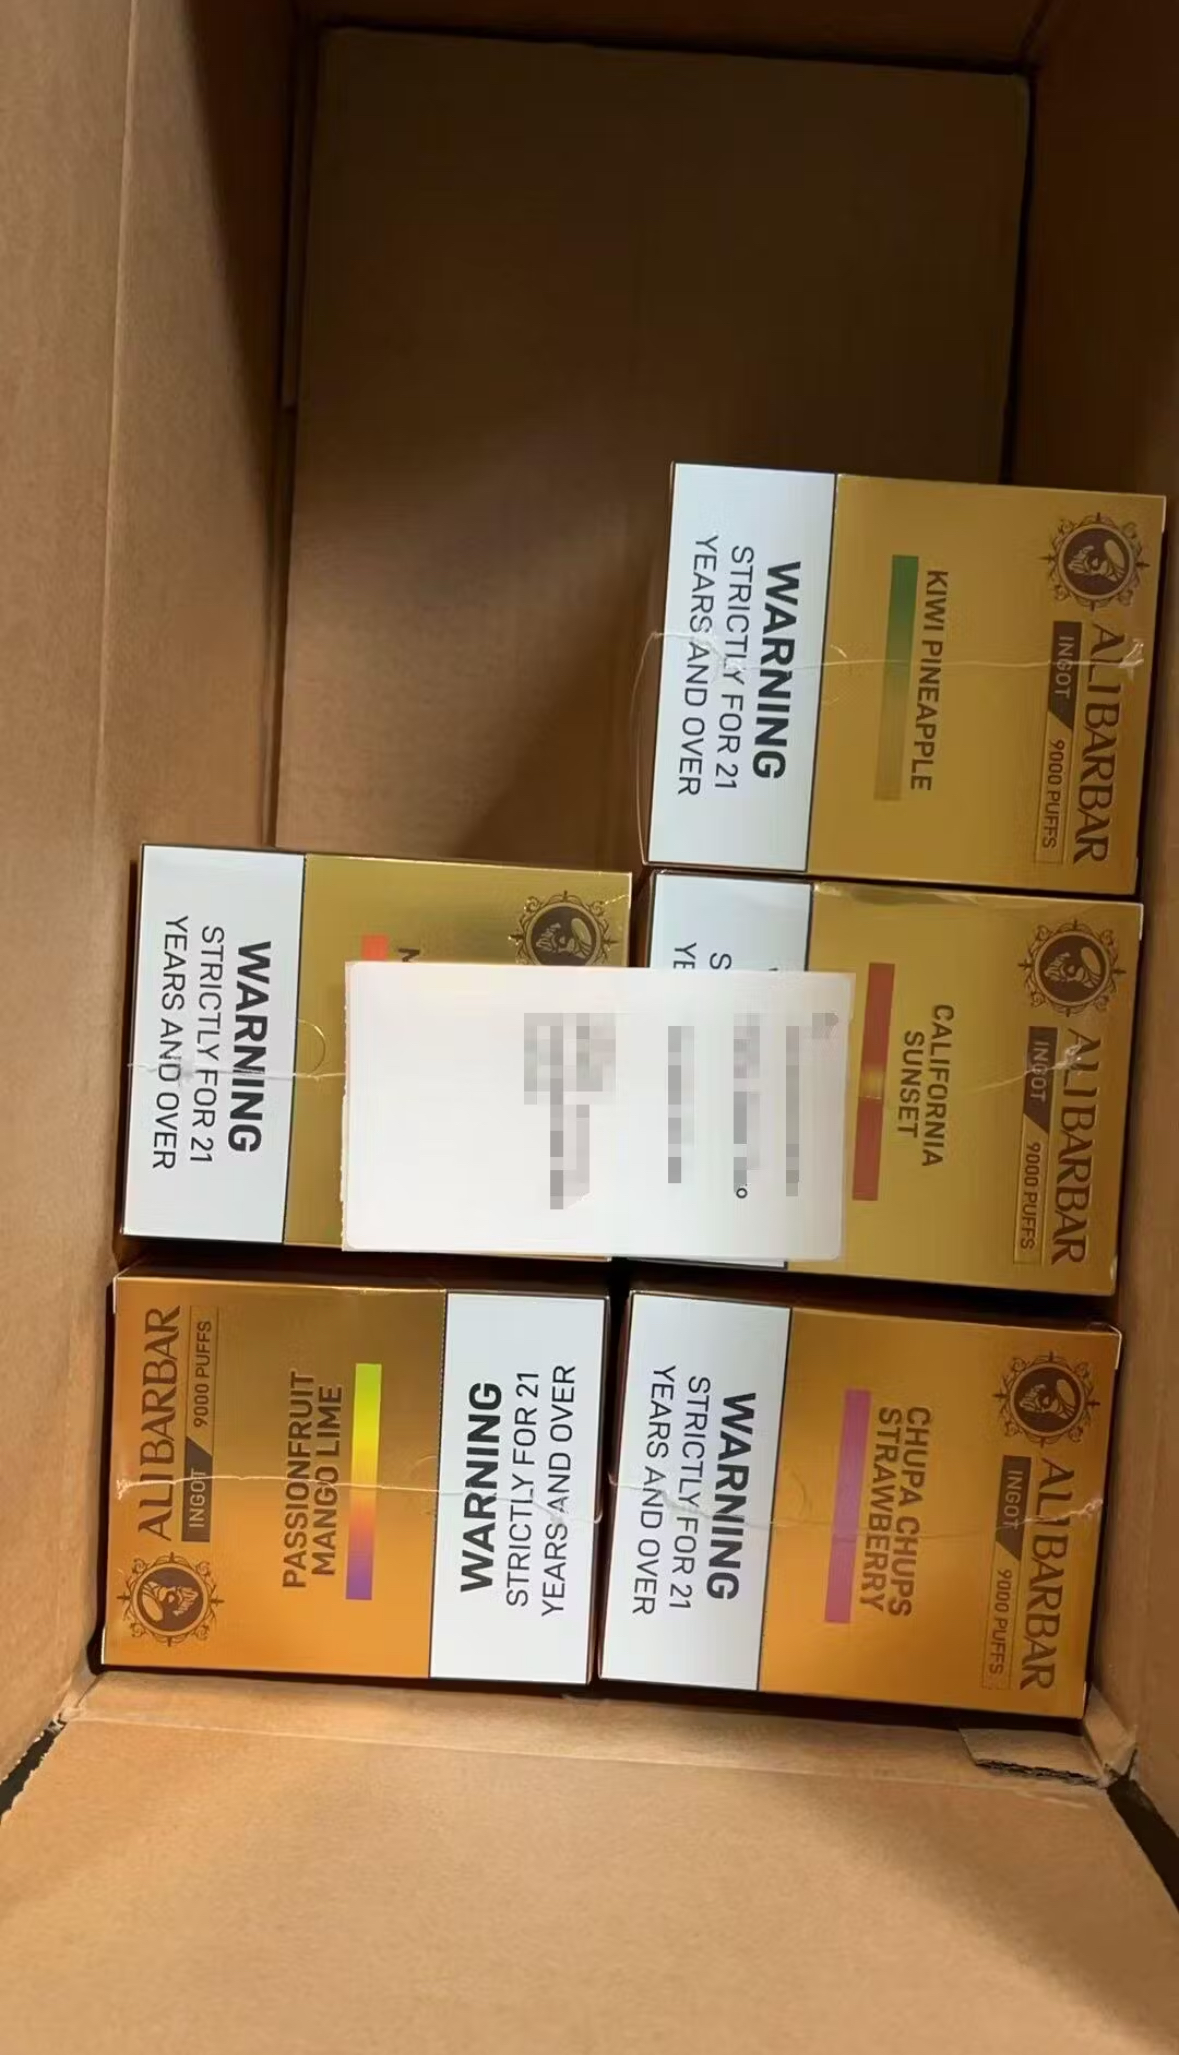 ALIBARBAR
INGOT 9000 PUFFS
KIWI PINEAPPLE
WARNING
STRICTLY FOR 21
YEARS AND OVER
ALIBARBAR
INGOT 9000 PUFFS
CALIFORNIA
SUNSET
WARNING
STRICTLY FOR 21
YEARS AND OVER
ALIBARBAR
INGOT 9000 PUFFS
CHUPA CHUPS
STRAWBERRY
WARNING
STRICTLY FOR 21
YEARS AND OVER
ALIBARBAR
INGOT 9000 PUFFS
PASSIONFRUIT
MANGO LIME
WARNING
STRICTLY FOR 21
YEARS AND OVER